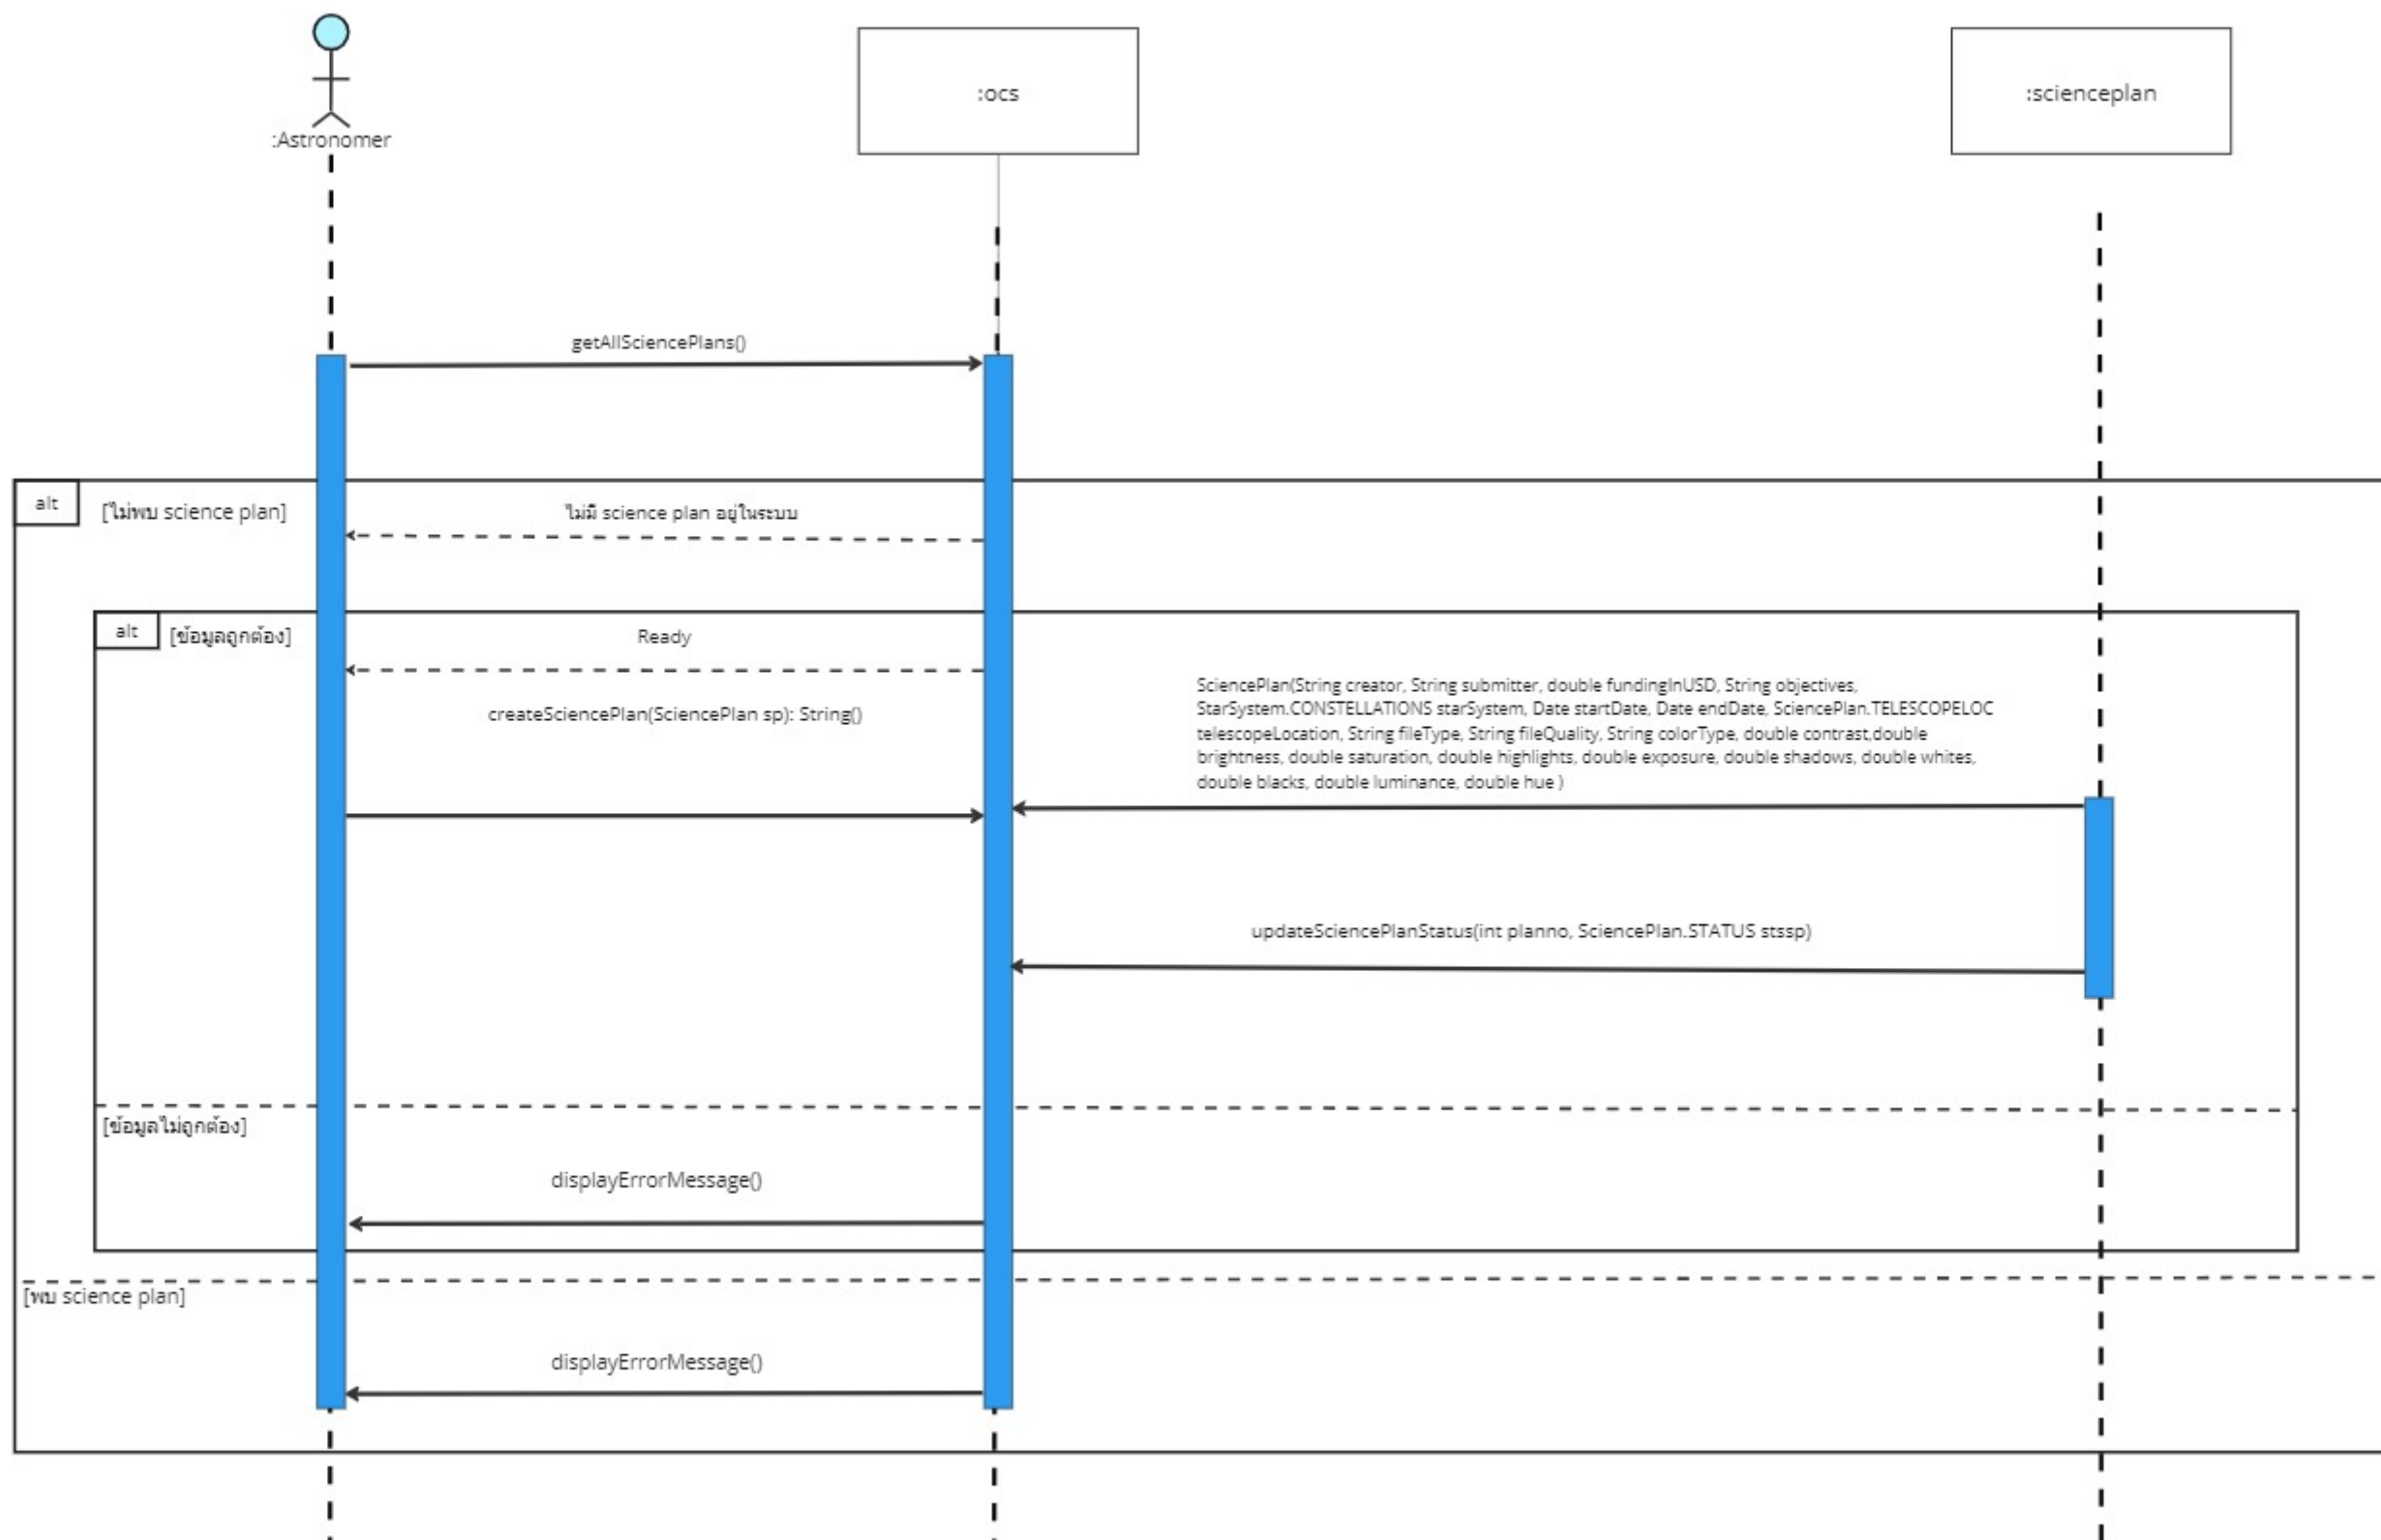 :Astronomer
:ocs
:scienceplan
getAllSciencePlans()
alt
[ไม่พบ science plan]
ไม่มี science plan อยู่ในระบบ
alt
[ข้อมูลถูกต้อง]
Ready
createSciencePlan(SciencePlan sp): String()
SciencePlan(String creator, String submitter, double fundingInUSD, String objectives,
StarSystem.CONSTELLATIONS starSystem, Date startDate, Date endDate, SciencePlan.TELESCOPELOC
telescopeLocation, String fileType, String fileQuality, String colorType, double contrast,double
brightness, double saturation, double highlights, double exposure, double shadows, double whites,
double blacks, double luminance, double hue )
updateSciencePlanStatus(int planno, SciencePlan.STATUS stssp)
[ข้อมูลไม่ถูกต้อง]
displayErrorMessage()
[พบ science plan]
displayErrorMessage()